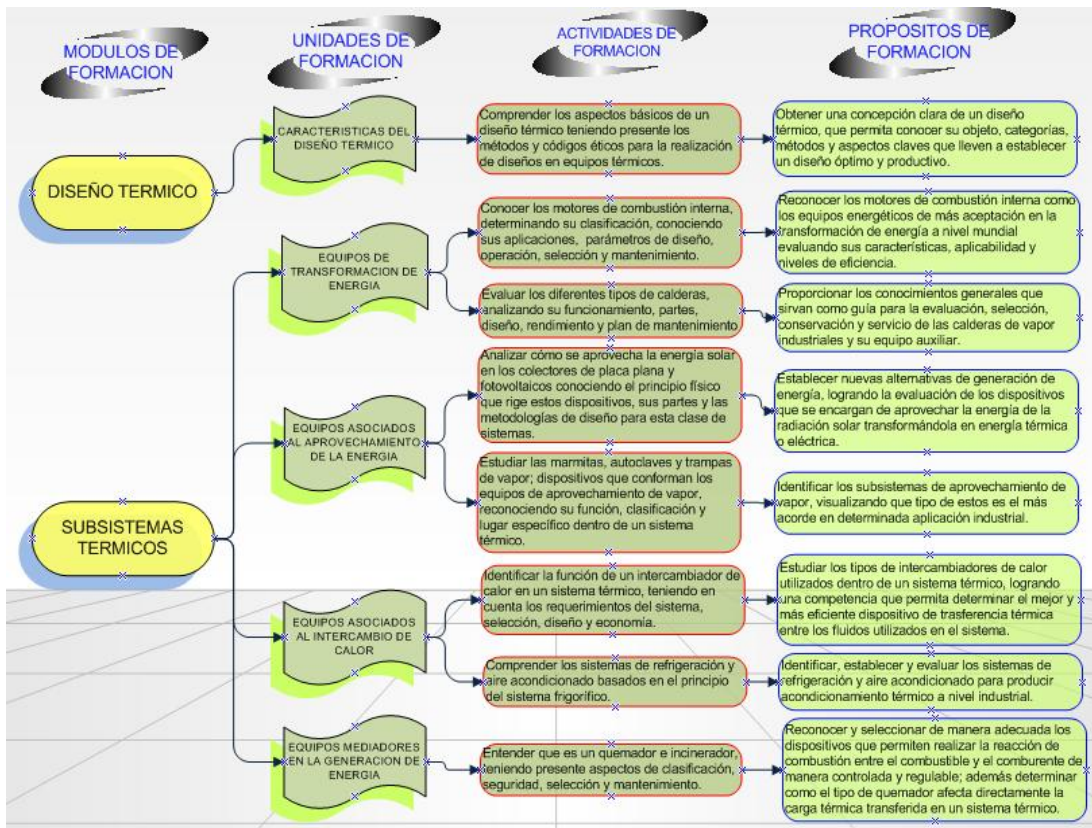 MODULOS DE
FORMACION
UNIDADES DE
FORMACION
ACTIVIDADES DE
FORMACION
PROPOSITOS DE
FORMACION
DISEÑO TERMICO
CARACTERISTICAS DEL
DISEÑO TERMICO
Comprender los aspectos básicos de un
diseño térmico teniendo presente los
métodos y códigos éticos para la realización
de diseños en equipos térmicos.
Obtener una concepción clara de un diseño
térmico, que permita conocer su objeto, categorías,
métodos y aspectos claves que lleven a establecer
un diseño óptimo y productivo.
SUBSISTEMAS
TERMICOS
EQUIPOS DE
TRANSFORMACION DE
ENERGIA
Conocer los motores de combustión interna,
determinando su clasificación, conociendo
sus aplicaciones, parámetros de diseño,
operación, selección y mantenimiento.
Reconocer los motores de combustión interna como
los equipos energéticos de más aceptación en la
transformación de energía a nivel mundial
evaluando sus características, aplicabilidad y
niveles de eficiencia.
Evaluar los diferentes tipos de calderas,
analizando su funcionamiento, partes,
diseño, rendimiento y plan de mantenimiento
Proporcionar los conocimientos generales que
sirvan como guía para la evaluación, selección,
conservación y servicio de las calderas de vapor
industriales y su equipo auxiliar.
EQUIPOS ASOCIADOS
AL APROVECHAMIENTO
DE LA ENERGIA
Analizar cómo se aprovecha la energía solar
en los colectores de placa plana y
fotovoltaicos conociendo el principio físico
que rige estos dispositivos, sus partes y las
metodologías de diseño para esta clase de
sistemas.
Establecer nuevas alternativas de generación de
energía, logrando la evaluación de los dispositivos
que se encargan de aprovechar la energía de la
radiación solar transformándola en energía térmica
o eléctrica.
Estudiar las marmitas, autoclaves y trampas
de vapor; dispositivos que conforman los
equipos de aprovechamiento de vapor,
reconociendo su función, clasificación y
lugar específico dentro de un sistema
térmico.
Identificar los subsistemas de aprovechamiento de
vapor, visualizando que tipo de estos es el más
acorde en determinada aplicación industrial.
EQUIPOS ASOCIADOS
AL INTERCAMBIO DE
CALOR
Identificar la función de un intercambiador de
calor en un sistema térmico, teniendo en
cuenta los requerimientos del sistema,
selección, diseño y economía.
Estudiar los tipos de intercambiadores de calor
utilizados dentro de un sistema térmico, logrando
una competencia que permita determinar el mejor y
más eficiente dispositivo de trasferencia térmica
entre los fluidos utilizados en el sistema.
Comprender los sistemas de refrigeración y
aire acondicionado basados en el principio
del sistema frigorífico.
Identificar, establecer y evaluar los sistemas de
refrigeración y aire acondicionado para producir
acondicionamiento térmico a nivel industrial.
EQUIPOS MEDIADORES
EN LA GENERACION DE
ENERGIA
Entender que es un quemador e incinerador,
teniendo presente aspectos de clasificación,
seguridad, selección y mantenimiento.
Reconocer y seleccionar de manera adecuada los
dispositivos que permiten realizar la reacción de
combustión entre el combustible y el comburente de
manera controlada y regulable; además determinar
como el tipo de quemador afecta directamente la
carga térmica transferida en un sistema térmico.